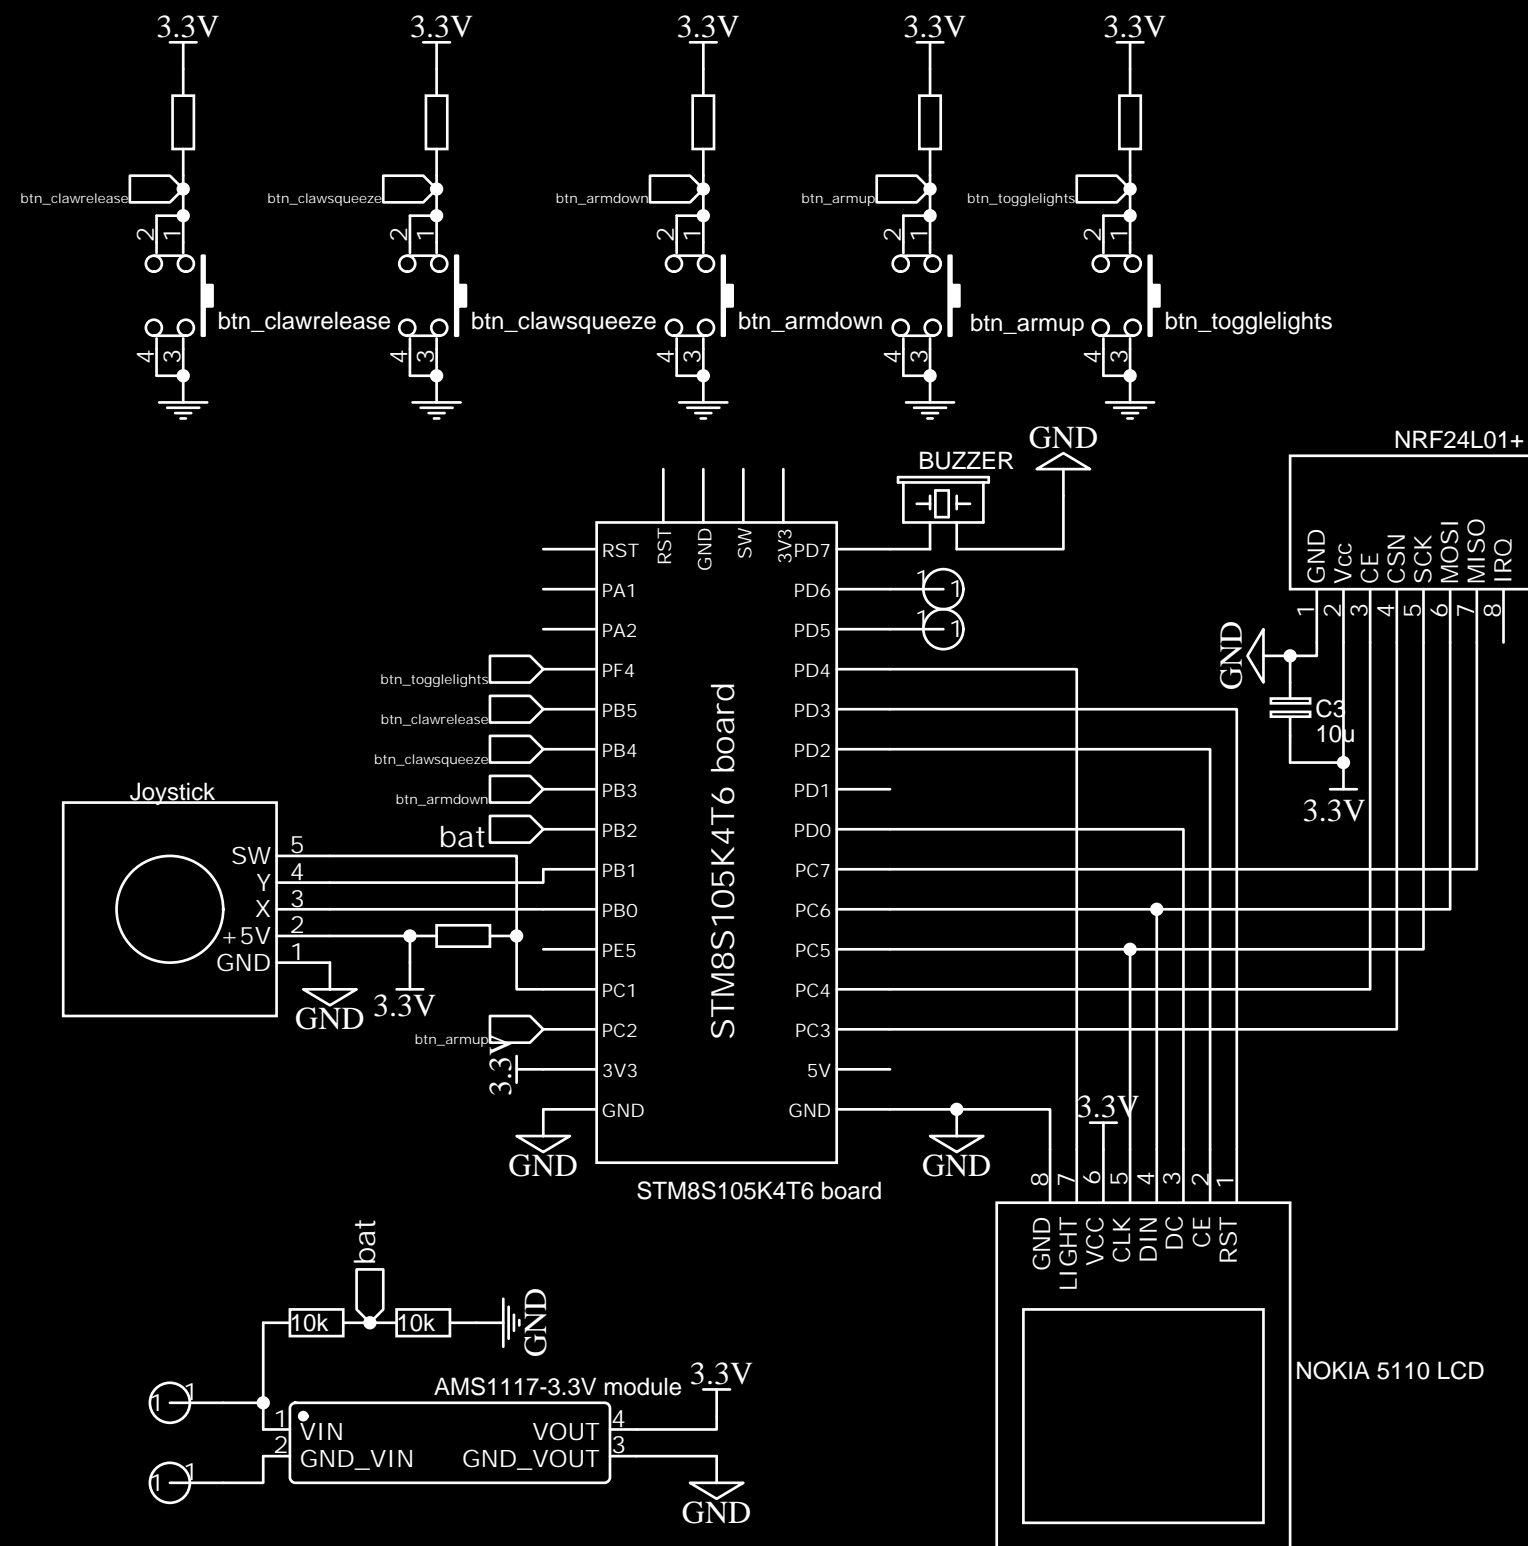 3.3V 3.3V 3.3V 3.3V 3.3V
btn_clawrelease btn_clawsqueeze btn_armdown btn_armup btn_togglelights
2 1 2 1 2 1 2 1 2 1
btn_clawrelease btn_clawsqueeze btn_armdown btn_armup btn_togglelights
4 3 4 3 4 3 4 3 4 3
BUZZER
GND
NRF24L01+
GND Vcc CE CSN SCK MOSI MISO IRQ
1 2 3 4 5 6 7 8
GND
C3
10u
3.3V
RST GND SW 3V3
RST
PA1
PA2
btn_togglelights PF4
btn_clawrelease PB5
btn_clawsqueeze PB4
btn_armdown PB3
bat PB2
PB1
PB0
PE5
PC1
btn_armup PC2
3.3V 3V3
GND
GND
STM8S105K4T6 board
PD7
PD6 1 1
PD5 1 1
PD4
PD3
PD2
PD1
PD0
PC7
PC6
PC5
PC4
PC3
5V
GND
GND
STM8S105K4T6 board
Joystick
SW 5
Y 4
X 3
+5V 2
GND 1
GND 3.3V
3.3V
8 7 6 5 4 3 2 1
GND LIGHT VCC CLK DIN DC CE RST
NOKIA 5110 LCD
bat
10k 10k GND
AMS1117-3.3V module 3.3V
1 1
1 VIN VOUT 4
2 GND_VIN GND_VOUT 3
1 1
GND